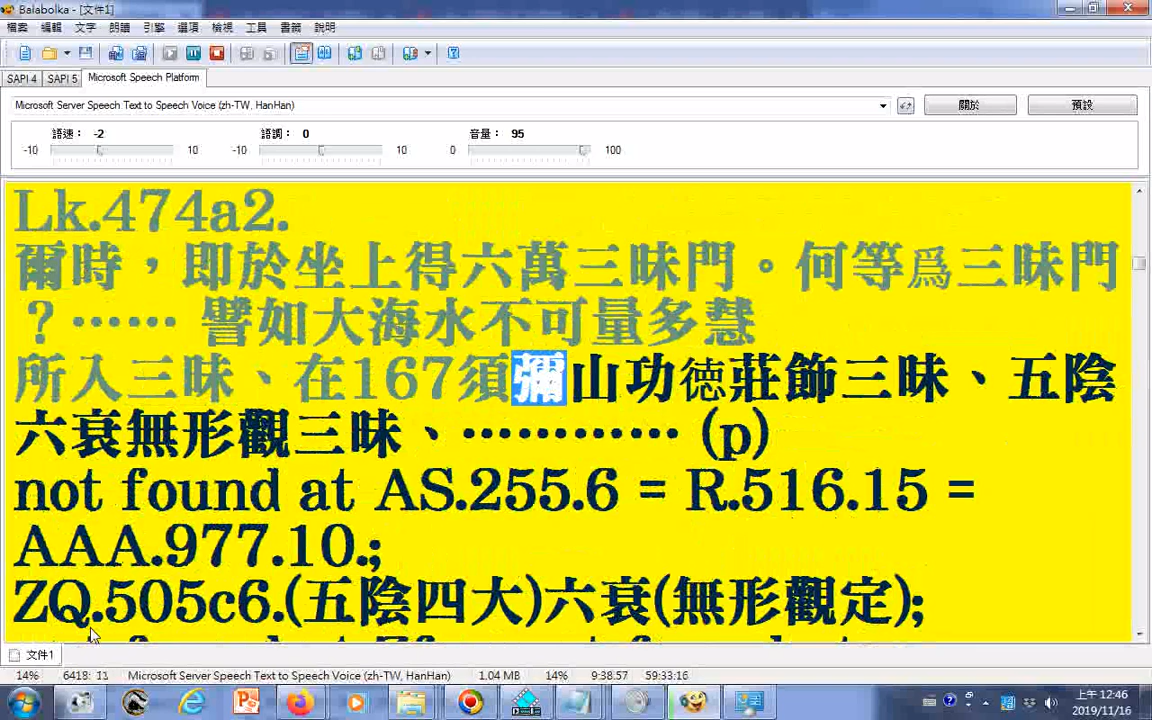 Balabolka - [文件1]
檔案 編輯 文字 朗讀 引擎 選項 檢視 工具 書籤 說明
SAPI 4 SAPI 5 Microsoft Speech Platform
Microsoft Server Speech Text to Speech Voice (zh-TW, HanHan) 關於 預設
語速： -2 語調： 0 音量： 95
-10 10 -10 10 0 100
Lk.474a2.
爾時，即於坐上得六萬三昧門。何等爲三昧門
？…… 譬如大海水不可量多慧
所入三昧、在167須彌山功徳莊飾三昧、五陰
六衰無形觀三昧、………… (p)
not found at AS.255.6 = R.516.15 =
AAA.977.10.;
ZQ.505c6.(五陰四大)六衰(無形觀定);
文件1
14% 6418: 11 Microsoft Server Speech Text to Speech Voice (zh-TW, HanHan) 1.04 MB 14% 9:38:57 59:33:16
上午 12:46
2019/11/16